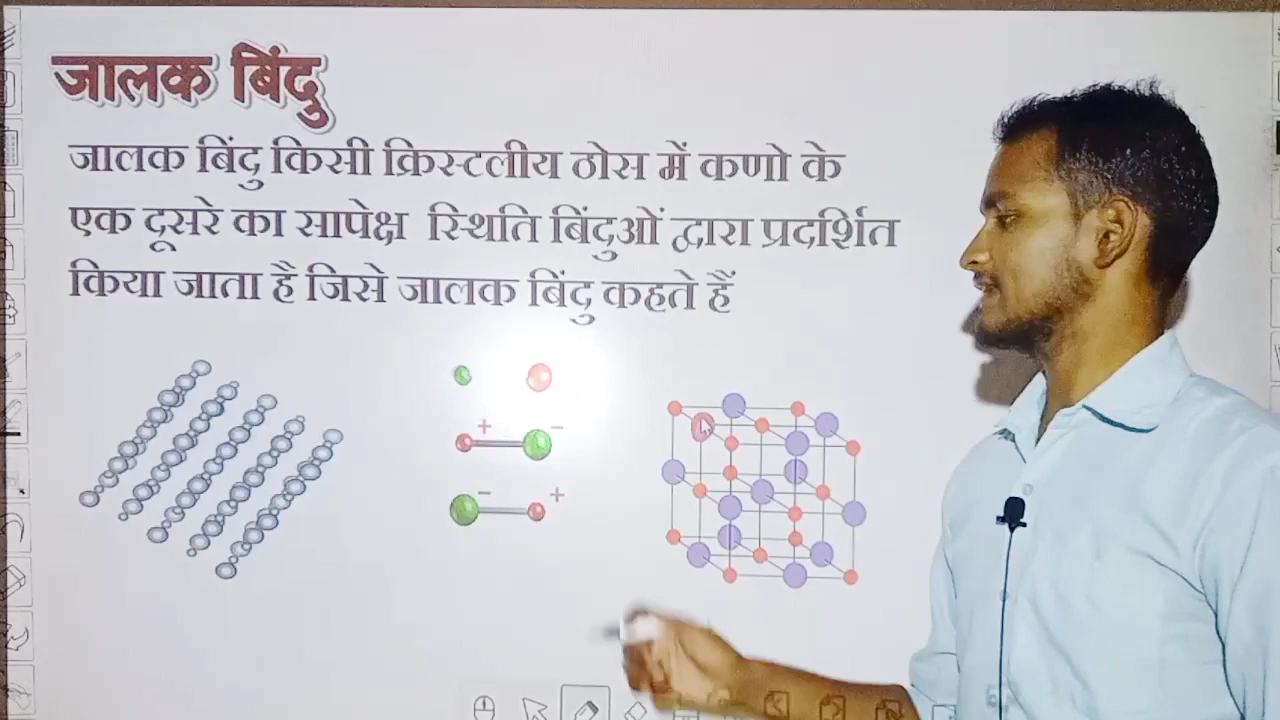 जालक बिंदु
जालक बिंदु किसी क्रिस्टलीय ठोस में कणो के
एक दूसरे का सापेक्ष स्थिति बिंदुओं द्वारा प्रदर्शित
किया जाता है जिसे जालक बिंदु कहते हैं
+ −
− +